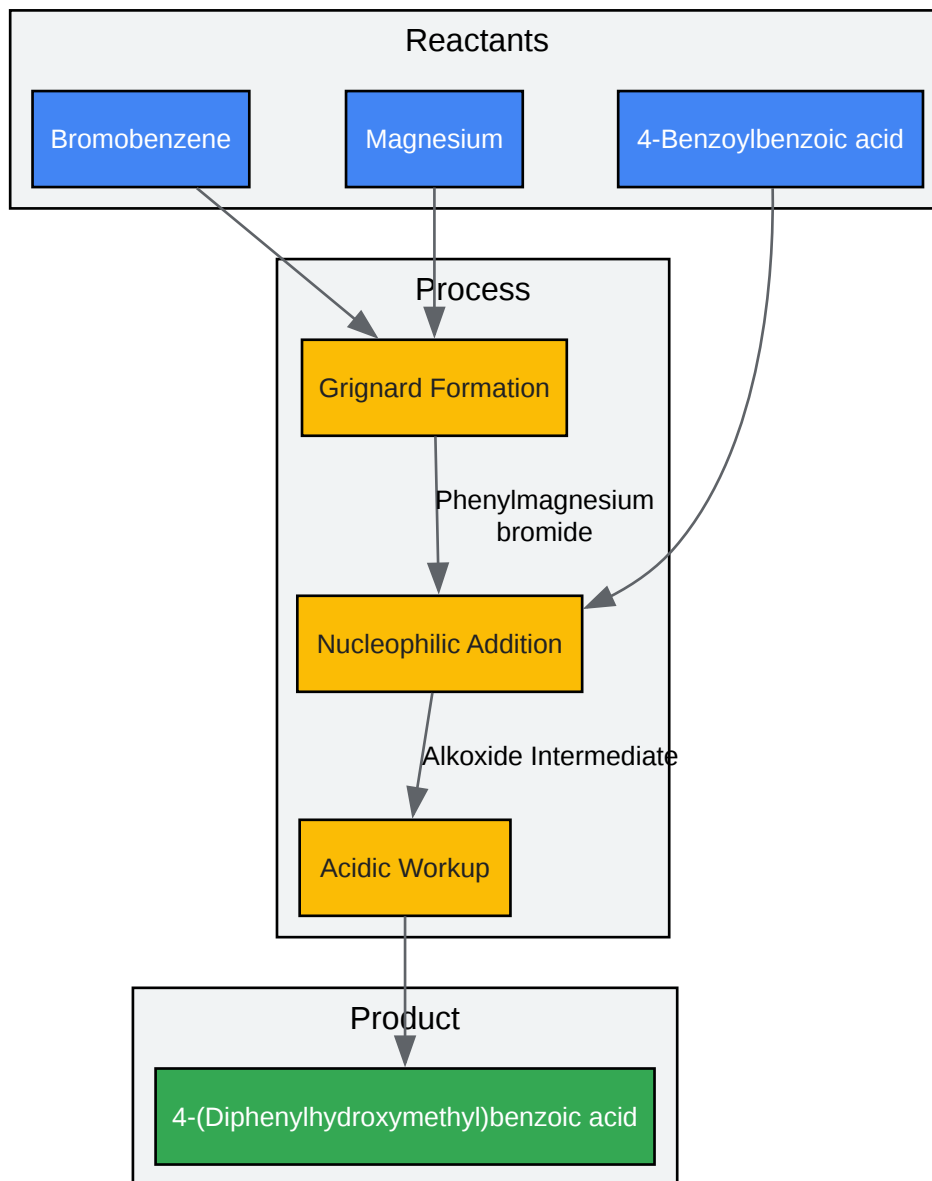 Reactants
Bromobenzene
Magnesium
4-Benzoylbenzoic acid
Process
Grignard Formation
Phenylmagnesium
bromide
Nucleophilic Addition
Alkoxide Intermediate
Acidic Workup
Product
4-(Diphenylhydroxymethyl)benzoic acid